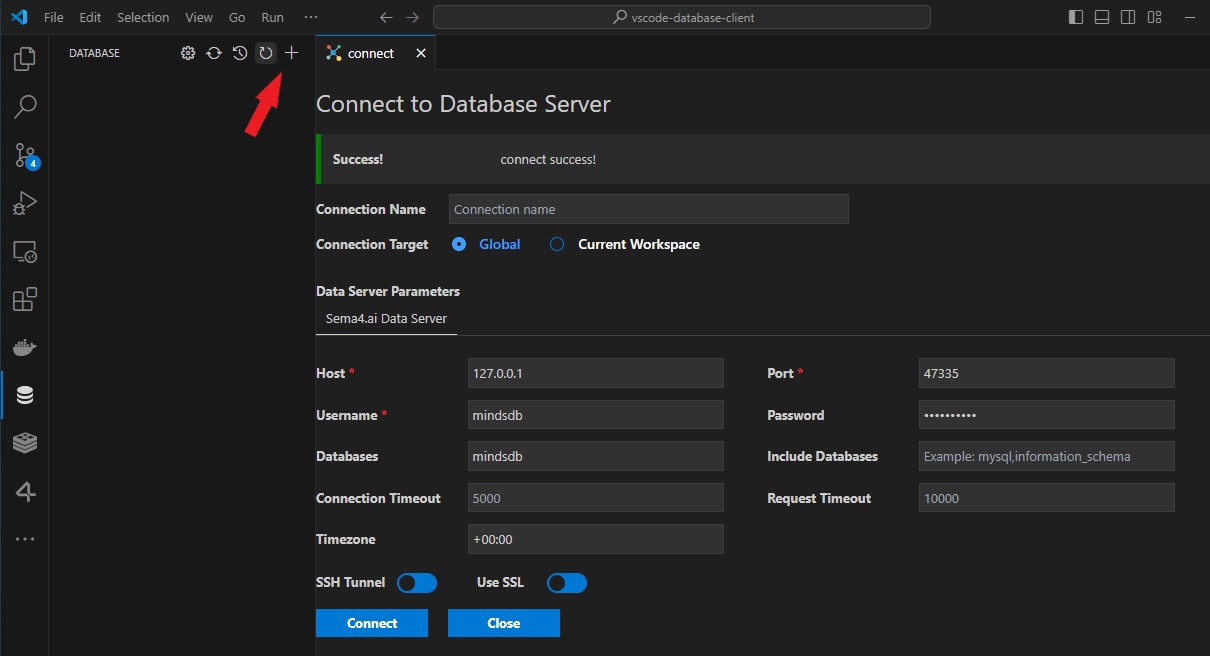 File Edit Selection View Go Run ··· vscode-database-client
DATABASE
connect
Connect to Database Server
Success! connect success!
4
Connection Name Connection name
Connection Target Global Current Workspace
Data Server Parameters
Sema4.ai Data Server
Host * 127.0.0.1 Port * 47335
Username * mindsdb Password ••••••••••
Databases mindsdb Include Databases Example: mysql,information_schema
Connection Timeout 5000 Request Timeout 10000
Timezone +00:00
SSH Tunnel Use SSL
Connect Close